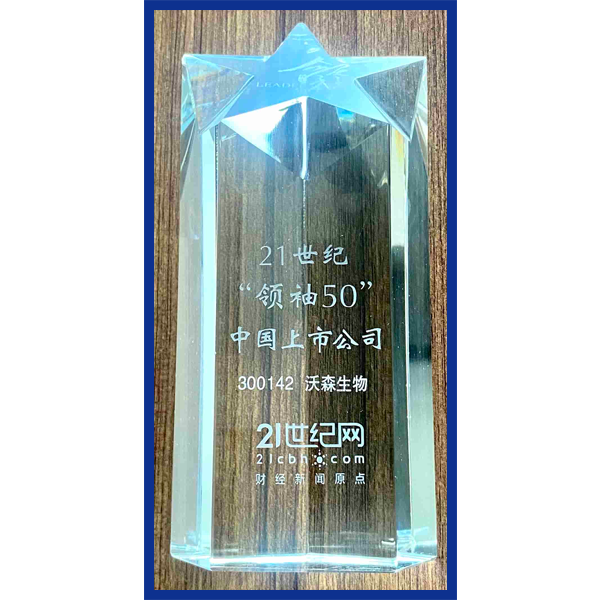 LEADER
21世纪
“领袖50”
中国上市公司
300142 沃森生物
21世纪网
21cbh.com
财经新闻原点